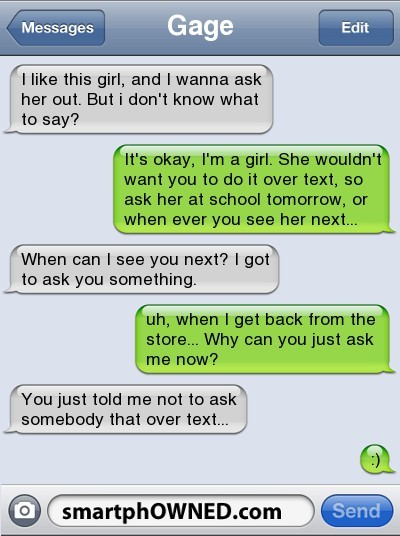 Messages
Gage
Edit
I like this girl, and I wanna ask
her out. But i don't know what
to say?
It's okay, I'm a girl. She wouldn't
want you to do it over text, so
ask her at school tomorrow, or
when ever you see her next...
When can I see you next? I got
to ask you something.
uh, when I get back from the
store... Why can you just ask
me now?
You just told me not to ask
somebody that over text...
:)
smartphOWNED.com
Send